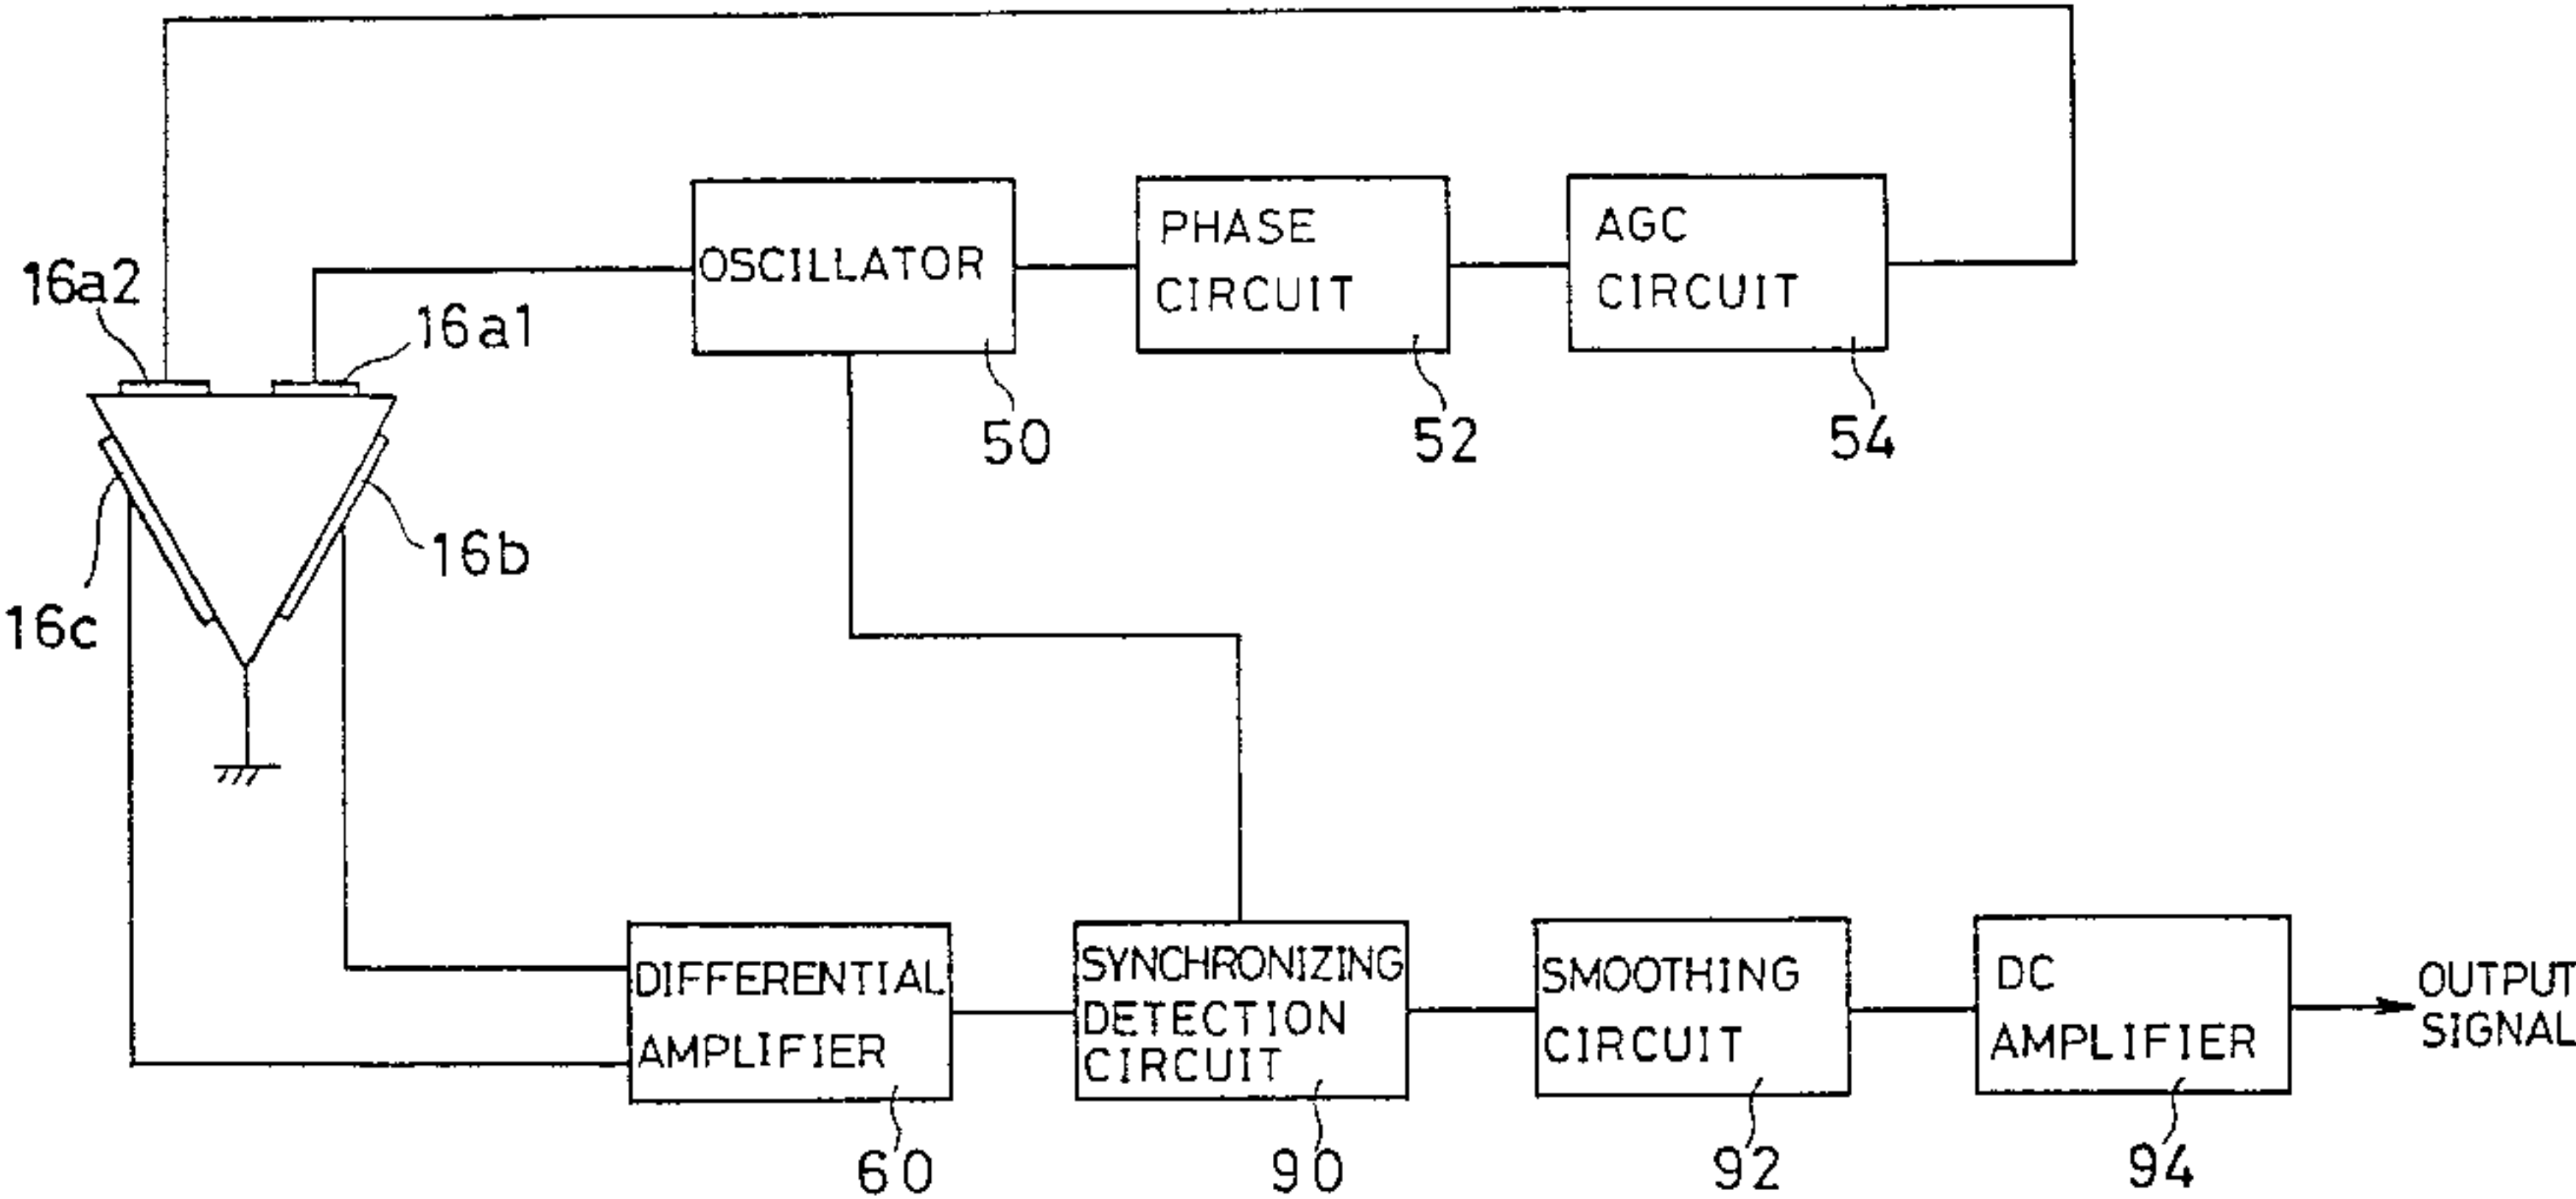 OSCILLATOR
PHASE
CIRCUIT
AGC
CIRCUIT
16a2
16a1
50
52
54
16b
16c
DIFFERENTIAL
AMPLIFIER
SYNCHRONIZING
DETECTION
CIRCUIT
SMOOTHING
CIRCUIT
DC
AMPLIFIER
OUTPUT
SIGNAL
60
90
92
94